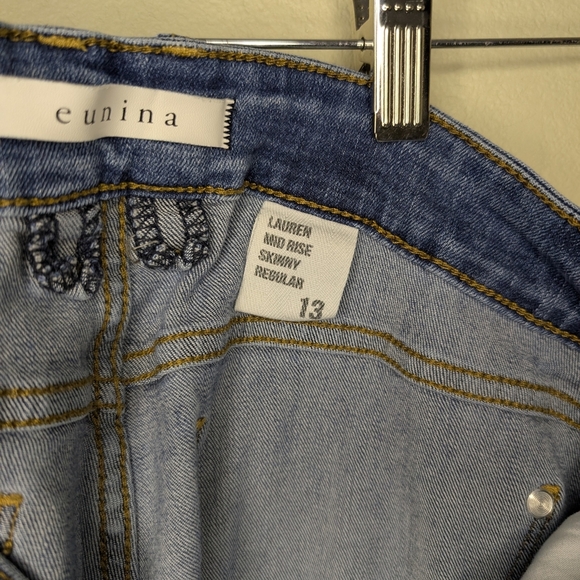 eunina
LAUREN
MID RISE
SKINNY
REGULAR
13